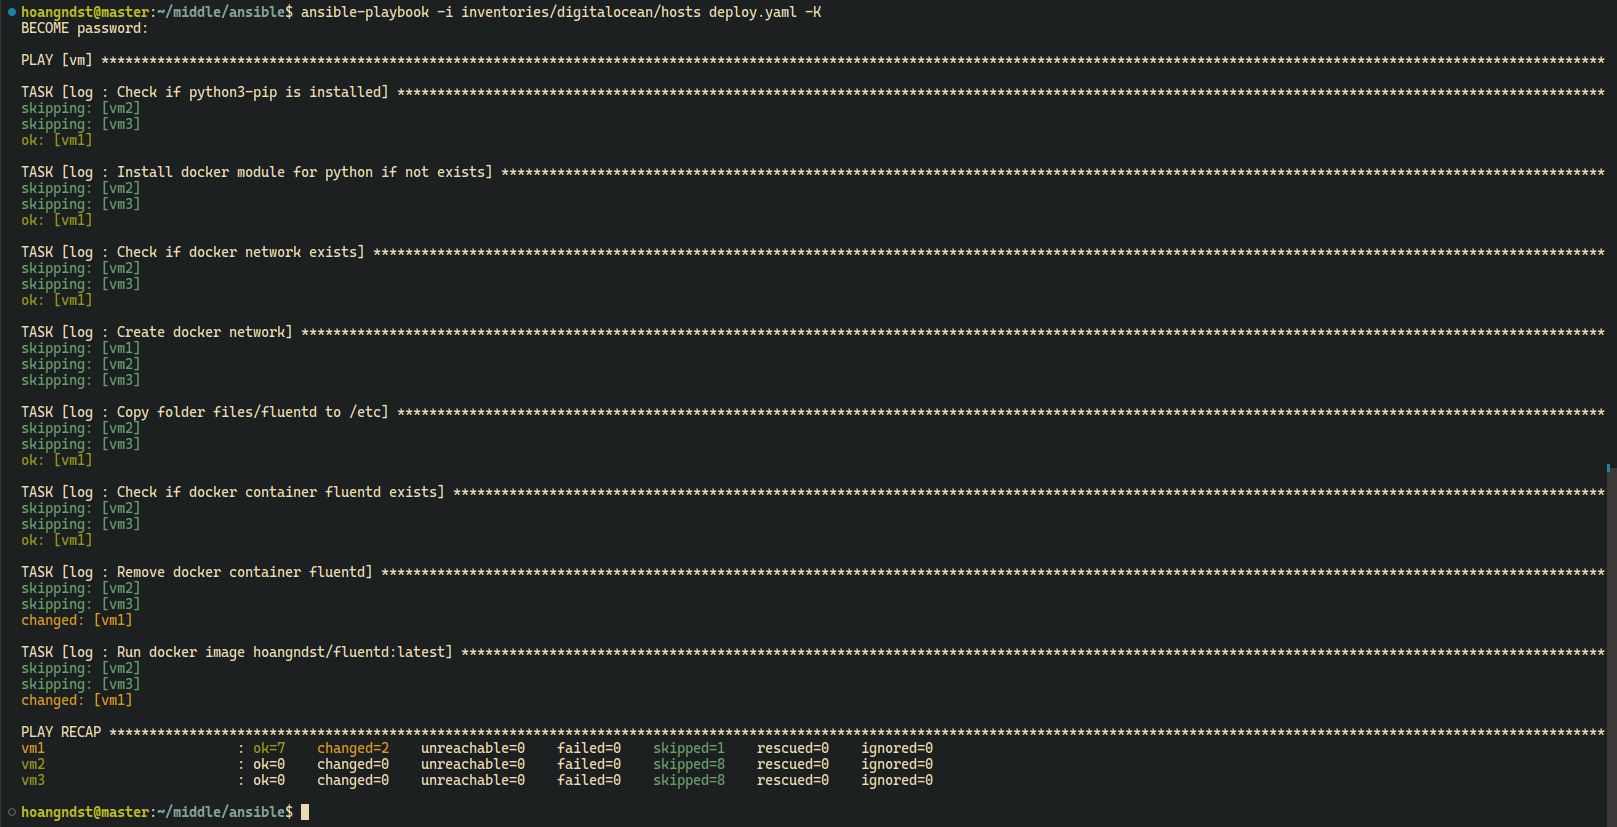 hoangndst@master:~/middle/ansible$ ansible-playbook -i inventories/digitalocean/hosts deploy.yaml -K
BECOME password:
PLAY [vm] ****************************************************************************************************************************************************************************************
TASK [log : Check if python3-pip is installed] *******************************************************************************************************************************************************
skipping: [vm2]
skipping: [vm3]
ok: [vm1]
TASK [log : Install docker module for python if not exists] ******************************************************************************************************************************************
skipping: [vm2]
skipping: [vm3]
ok: [vm1]
TASK [log : Check if docker network exists] **********************************************************************************************************************************************************
skipping: [vm2]
skipping: [vm3]
ok: [vm1]
TASK [log : Create docker network] *******************************************************************************************************************************************************************
skipping: [vm1]
skipping: [vm2]
skipping: [vm3]
TASK [log : Copy folder files/fluentd to /etc] *******************************************************************************************************************************************************
skipping: [vm2]
skipping: [vm3]
ok: [vm1]
TASK [log : Check if docker container fluentd exists] ************************************************************************************************************************************************
skipping: [vm2]
skipping: [vm3]
ok: [vm1]
TASK [log : Remove docker container fluentd] *********************************************************************************************************************************************************
skipping: [vm2]
skipping: [vm3]
changed: [vm1]
TASK [log : Run docker image hoangndst/fluentd:latest] ***********************************************************************************************************************************************
skipping: [vm2]
skipping: [vm3]
changed: [vm1]
PLAY RECAP *******************************************************************************************************************************************************************************************
vm1                        : ok=7    changed=2    unreachable=0    failed=0    skipped=1    rescued=0    ignored=0
vm2                        : ok=0    changed=0    unreachable=0    failed=0    skipped=8    rescued=0    ignored=0
vm3                        : ok=0    changed=0    unreachable=0    failed=0    skipped=8    rescued=0    ignored=0
hoangndst@master:~/middle/ansible$